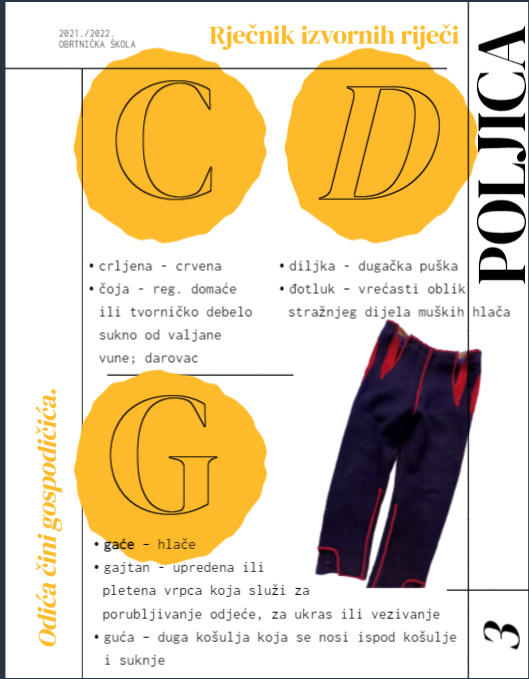 2021./2022.
OBRTNIČKA ŠKOLA
Rječnik izvornih riječi
POLJICA
C
• crljena - crvena
• čoja - reg. domaće
ili tvorničko debelo
sukno od valjane
vune; darovac
D
• diljka - dugačka puška
• đotluk - vrećasti oblik
stražnjeg dijela muških hlača
G
• gaće - hlače
• gajtan - upredena ili
pletena vrpca koja služi za
porubljivanje odjeće, za ukras ili vezivanje
• guća - duga košulja koja se nosi ispod košulje
i suknje
Odića čini gospodičića.
3